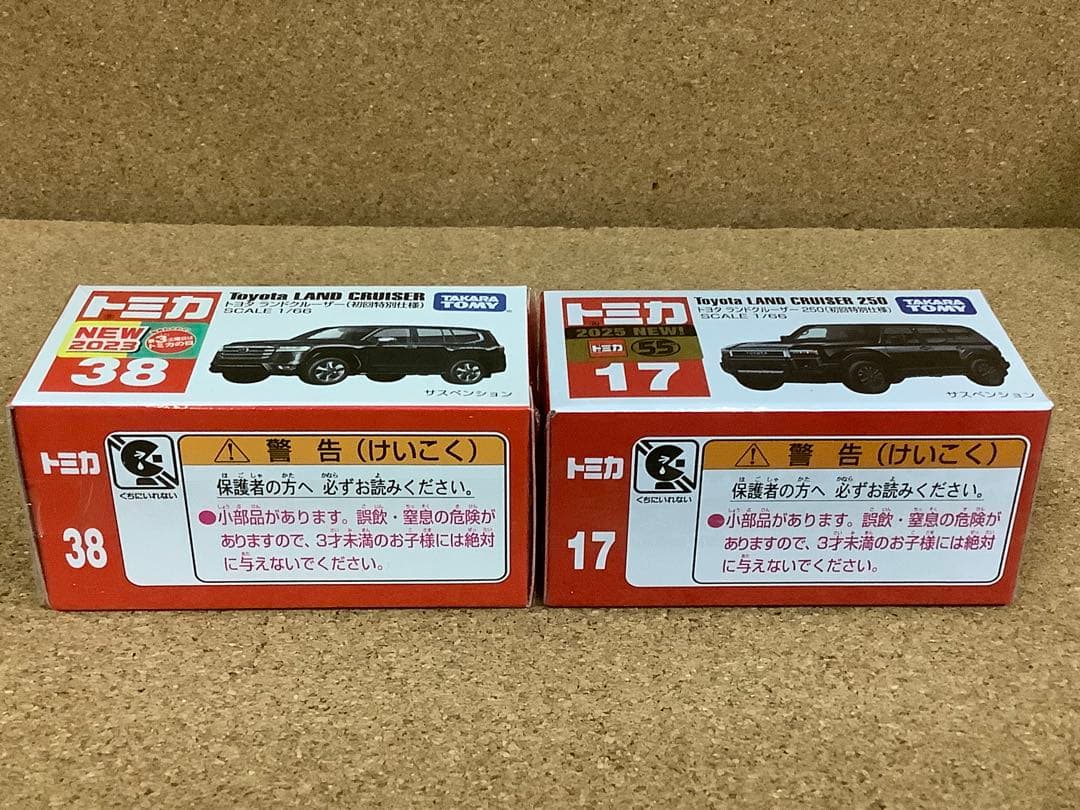 トミカ
NEW
2023
第3土曜日は
トミカの日
38
Toyota LAND CRUISER
トヨタ ランドクルーザー(初回特別仕様)
SCALE 1/66
TAKARA
TOMY
サスペンション
トミカ
38
くちにいれない
警告(けいこく)
保護者の方へ 必ずお読みください。
●小部品があります。誤飲・窒息の危険が
ありますので、3才未満のお子様には絶対
に与えないでください。
トミカ
2025 NEW!
トミカ 55
17
Toyota LAND CRUISER 250
トヨタ ランドクルーザー 250(初回特別仕様)
SCALE 1/66
TAKARA
TOMY
サスペンション
トミカ
17
くちにいれない
警告(けいこく)
保護者の方へ 必ずお読みください。
●小部品があります。誤飲・窒息の危険が
ありますので、3才未満のお子様には絶対
に与えないでください。